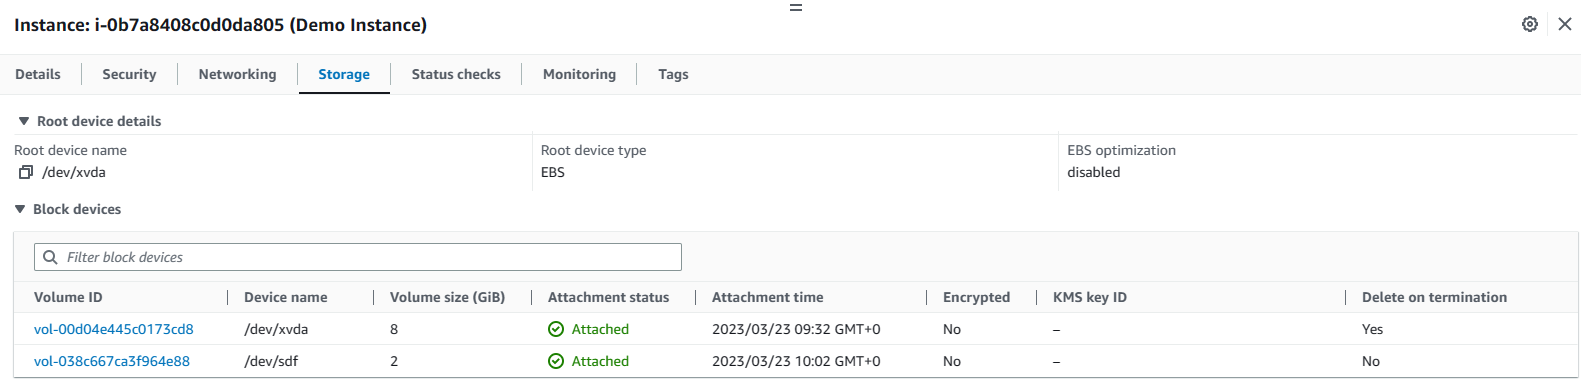 Instance: i-0b7a8408c0d0da805 (Demo Instance)
Details Security Networking Storage Status checks Monitoring Tags
Root device details
Root device name Root device type EBS optimization
/dev/xvda EBS disabled
Block devices
Filter block devices
Volume ID Device name Volume size (GiB) Attachment status Attachment time Encrypted KMS key ID Delete on termination
vol-00d04e445c0173cd8 /dev/xvda 8 Attached 2023/03/23 09:32 GMT+0 No – Yes
vol-038c667ca3f964e88 /dev/sdf 2 Attached 2023/03/23 10:02 GMT+0 No – No